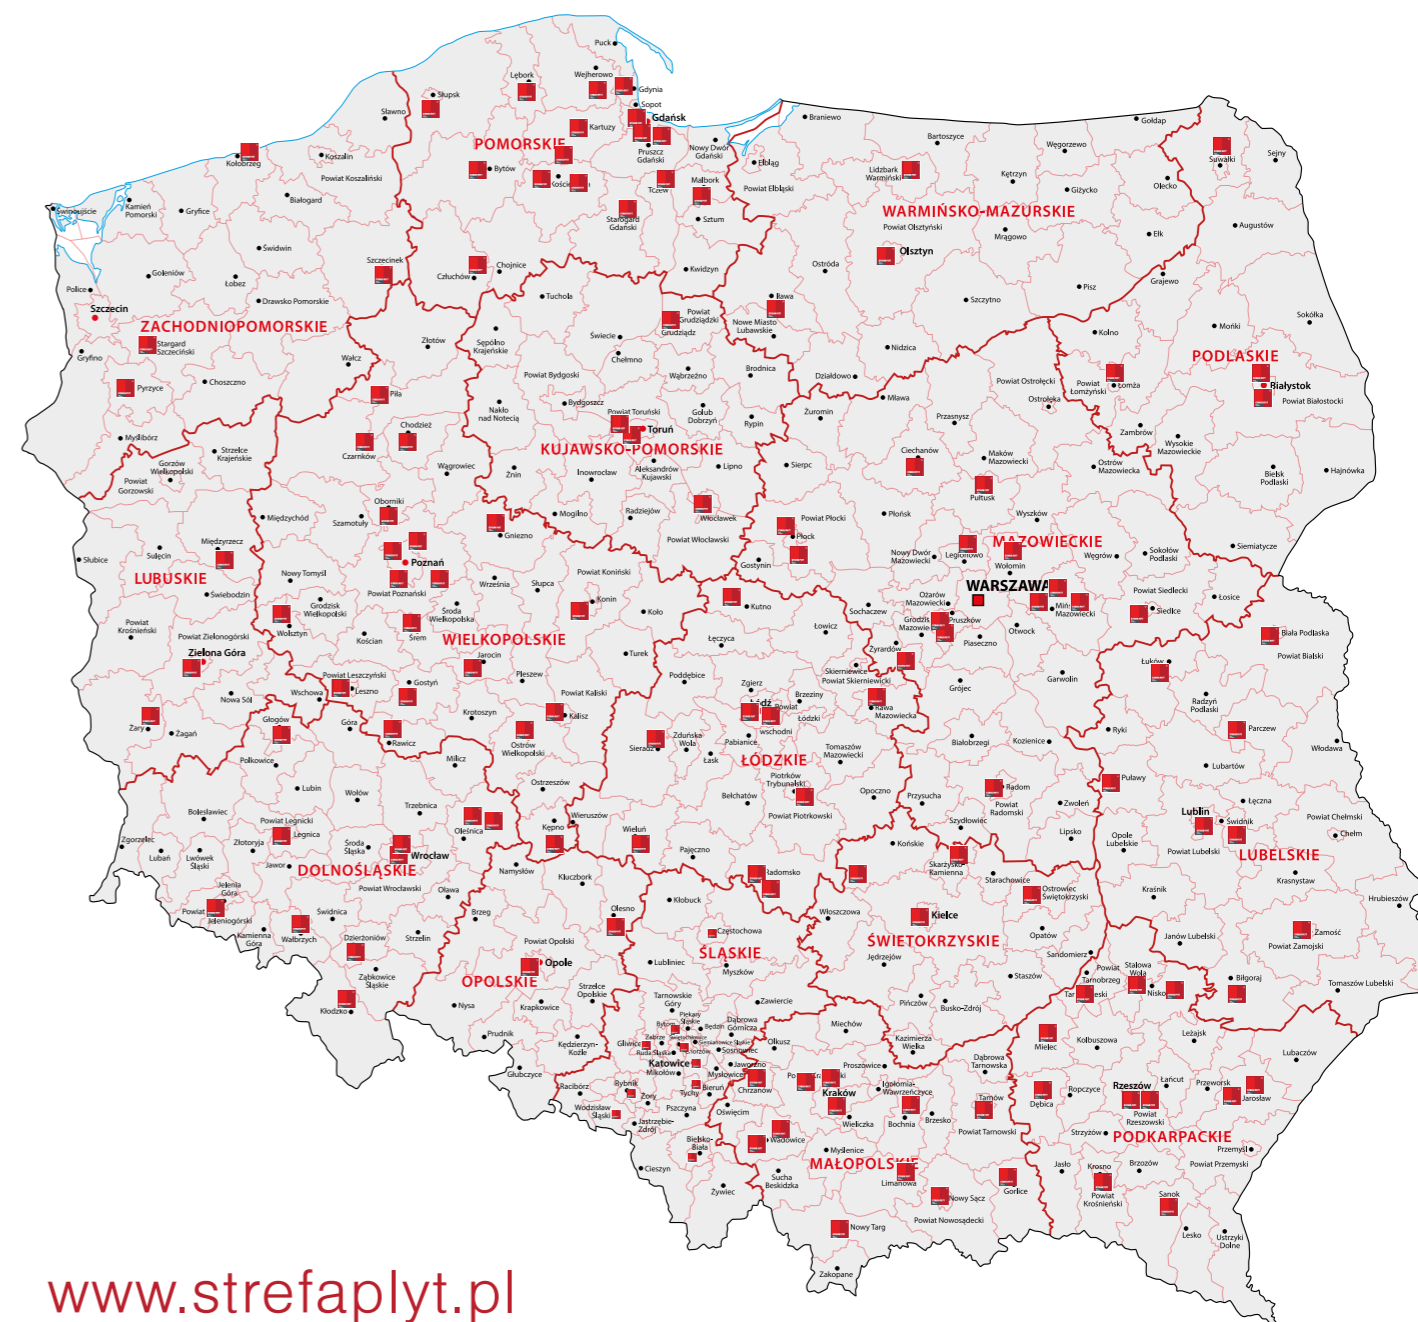 Puck
Lębork
Wejherowo
Gdynia
Słupsk
Sopot
Sławno
Gdańsk
Kartuzy
POMORSKIE
Pruszcz
Gdański
Nowy Dwór
Gdański
Braniewo
Gołdap
Bartoszyce
Węgorzewo
Suwałki
Sejny
Kołobrzeg
Koszalin
Powiat Koszaliński
Bytów
Tczew
Malbork
Elbląg
Powiat Elbląski
Lidzbark
Warmiński
Kętrzyn
Giżycko
Olecko
Białogard
Świnoujście
Kamień
Pomorski
Gryfice
Starogard
Gdański
Sztum
WARMIŃSKO-MAZURSKIE
Powiat Olsztyński
Mrągowo
Augustów
Ełk
Świdwin
Olsztyn
Szczecinek
Człuchów
Chojnice
Kwidzyn
Ostróda
Goleniów
Łobez
Police
Pisz
Grajewo
Drawsko Pomorskie
Tuchola
Iława
Szczytno
Szczecin
ZACHODNIOPOMORSKIE
Powiat
Grudziądzki
Grudziądz
Nowe Miasto
Lubawskie
Sokółka
Mońki
Kolno
Stargard
Szczeciński
Złotów
Sępólno
Krajeńskie
Świecie
Chełmno
Nidzica
PODLASKIE
Gryfino
Wałcz
Choszczno
Powiat Bydgoski
Wąbrzeźno
Brodnica
Działdowo
Powiat Ostrołęcki
Powiat
Łomżyński
Łomża
Białystok
Pyrzyce
Piła
Mława
Ostrołęka
Powiat Białostocki
Nakło
nad Notecią
Bydgoszcz
Powiat Toruński
Golub
Dobrzyń
Rypin
Żuromin
Przasnysz
Zambrów
Wysokie
Mazowieckie
Myślibórz
Chodzież
Toruń
Czarnków
KUJAWSKO-POMORSKIE
Ciechanów
Maków
Mazowiecki
Ostrów
Mazowiecka
Bielsk
Podlaski
Hajnówka
Strzelce
Krajeńskie
Gorzów
Wielkopolski
Powiat
Gorzowski
Wągrowiec
Żnin
Inowrocław
Aleksandrów
Kujawski
Lipno
Sierpc
Pułtusk
Oborniki
Szamotuły
Międzychód
Gniezno
Mogilno
Radziejów
Włocławek
Powiat Włocławski
Powiat Płocki
Płock
Płońsk
Wyszków
MAZOWIECKIE
Siemiatycze
Sulęcin
Międzyrzecz
Słubice
Poznań
Gostynin
Nowy Dwór
Mazowiecki
Legionowo
Wołomin
Węgrów
Sokołów
Podlaski
LUBUSKIE
Nowy Tomyśl
Powiat Poznański
Września
Słupca
Powiat Koniński
WARSZAWA
Powiat Siedlecki
Świebodzin
Grodzisk
Wielkopolski
Środa
Wielkopolska
Konin
Koło
Kutno
Sochaczew
Ożarów
Mazowiecki
Siedlce
Łosice
Powiat
Krośnieński
Powiat Zielonogórski
Wolsztyn
Kościan
Śrem
WIELKOPOLSKIE
Łęczyca
Łowicz
Pruszków
Otwock
Piaseczno
Biała Podlaska
Powiat Bialski
Zielona Góra
Jarocin
Turek
Skierniewice
Powiat Skierniewicki
Żyrardów
Łuków
Powiat Leszczyński
Leszno
Gostyń
Pleszew
Powiat Kaliski
Poddębice
Zgierz
Brzeziny
Grójec
Garwolin
Nowa Sól
Wschowa
Radzyń
Podlaski
Żary
Żagań
Głogów
Góra
Krotoszyn
Kalisz
Łódź
Powiat
Łódzki
wschodni
Rawa
Mazowiecka
Rawicz
Ostrów
Wielkopolski
Sieradz
Zduńska
Wola
Pabianice
Łask
Tomaszów
Mazowiecki
ŁÓDZKIE
Białobrzegi
Kozienice
Ryki
Parczew
Włodawa
Polkowice
Milicz
Lubin
Wołów
Ostrzeszów
Bełchatów
Piotrków
Trybunalski
Opoczno
Przysucha
Radom
Powiat
Radomski
Zwoleń
Puławy
Lubartów
Bolesławiec
Powiat Legnicki
Legnica
Trzebnica
Oleśnica
Kępno
Wieruszów
Wieluń
Powiat Piotrkowski
Szydłowiec
Lipsko
Lublin
Świdnik
Łęczna
Powiat Chełmski
Chełm
Zgorzelec
Lubań
Lwówek
Śląski
Złotoryja
Jawor
Środa
Śląska
Wrocław
Pajęczno
Końskie
Opole
Lubelskie
Powiat Lubelski
LUBELSKIE
DOLNOŚLĄSKIE
Namysłów
Kluczbork
Radomsko
Skarżysko-
Kamienna
Starachowice
Krasnystaw
Jelenia
Góra
Powiat
Jeleniogórski
Powiat Wrocławski
Oława
Kłobuck
Ostrowiec
Świętokrzyski
Kraśnik
Hrubieszów
Świdnica
Brzeg
Olesno
Włoszczowa
Kielce
Kamienna
Góra
Wałbrzych
Dzierżoniów
Strzelin
Częstochowa
ŚWIETOKRZYSKIE
Opatów
Zamość
Powiat Zamojski
Janów Lubelski
Powiat Opolski
ŚLĄSKIE
Sandomierz
Ząbkowice
Śląskie
OPOLSKIE
Opole
Lubliniec
Myszków
Jędrzejów
Staszów
Powiat
Tarnobrzeg
Stalowa
Wola
Nisko
Biłgoraj
Tomaszów Lubelski
Kłodzko
Nysa
Krapkowice
Strzelce
Opolskie
Tarnowskie
Góry
Zawiercie
Pińczów
Busko-Zdrój
Prudnik
Kędzierzyn-
Koźle
Piekary
Śląskie
Będzin
Dąbrowa
Górnicza
Bytom
Zabrze
Gliwice
Ruda Śląska
Chorzów
Sosnowiec
Olkusz
Miechów
Kazimierza
Wielka
Mielec
Kolbuszowa
Leżajsk
Lubaczów
Głubczyce
Racibórz
Rybnik
Katowice
Mikołów
Mysłowice
Jaworzno
Chrzanów
Kraków
Proszowice
Dąbrowa
Tarnowska
Dębica
Ropczyce
Rzeszów
Łańcut
Przeworsk
Jarosław
Żory
Tychy
Bieruń
Oświęcim
Igołomia-
Wawrzeńczyce
Wodzisław
Śląski
Pszczyna
Jastrzębie-
Zdrój
Wieliczka
Bochnia
Brzesko
Tarnów
Powiat Tarnowski
Powiat
Rzeszowski
Strzyżów
PODKARPACKIE
Bielsko-
Biała
Wadowice
Myślenice
Przemyśl
Cieszyn
Sucha
Beskidzka
MAŁOPOLSKIE
Limanowa
Jasło
Krosno
Powiat
Krośnieński
Brzozów
Powiat Przemyski
Żywiec
Nowy Sącz
Gorlice
Sanok
Powiat Nowosądecki
Nowy Targ
Lesko
Ustrzyki
Dolne
Zakopane
www.strefaplyt.pl